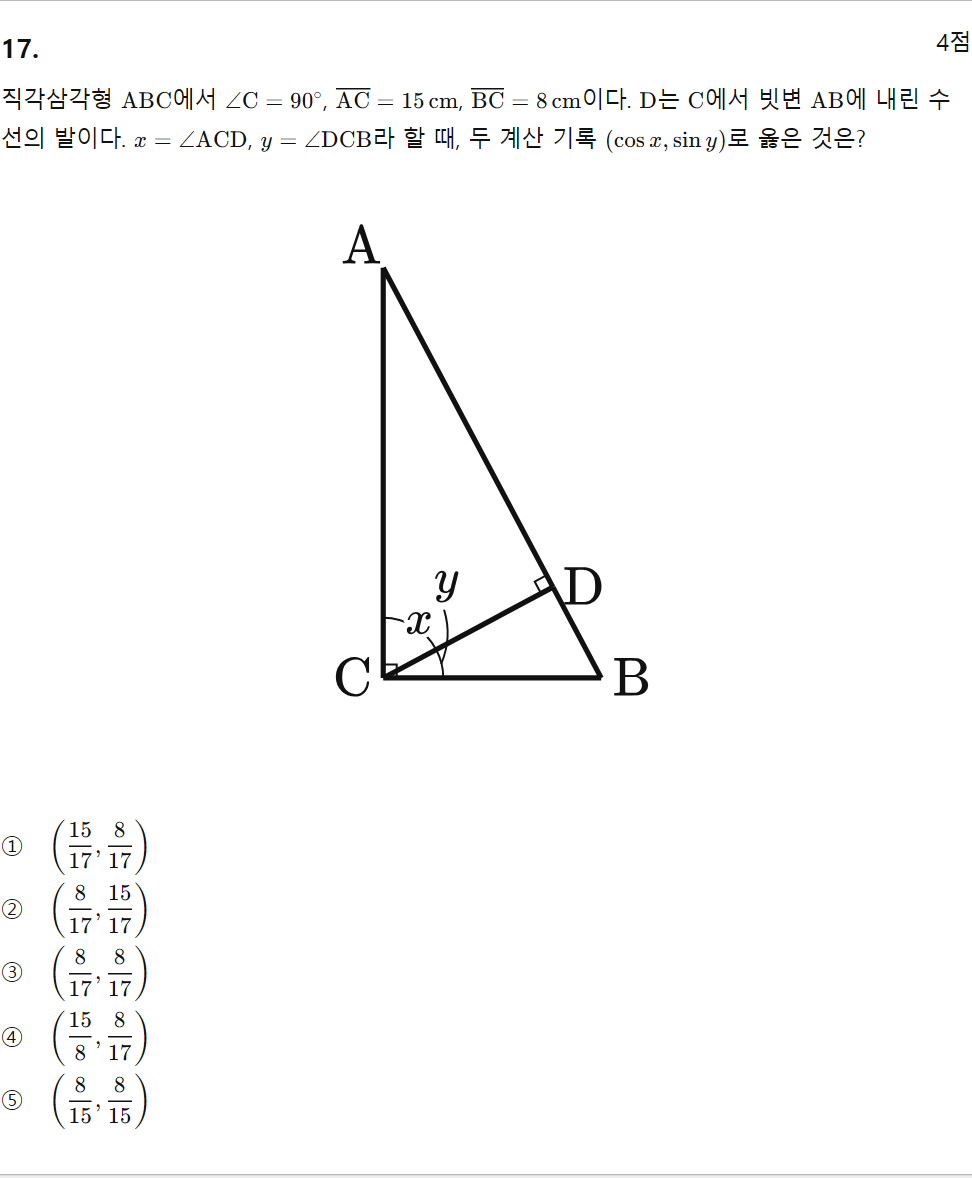 17.
4점
직각삼각형 ABC에서 ∠C = 90°, A̅C̅ = 15 cm, B̅C̅ = 8 cm이다. D는 C에서 빗변 AB에 내린 수
선의 발이다. x = ∠ACD, y = ∠DCB라 할 때, 두 계산 기록 (cos x, sin y)로 옳은 것은?
A
y
D
x
C
B
① (15/17, 8/17)
② (8/17, 15/17)
③ (8/17, 8/17)
④ (15/8, 8/17)
⑤ (8/15, 8/15)